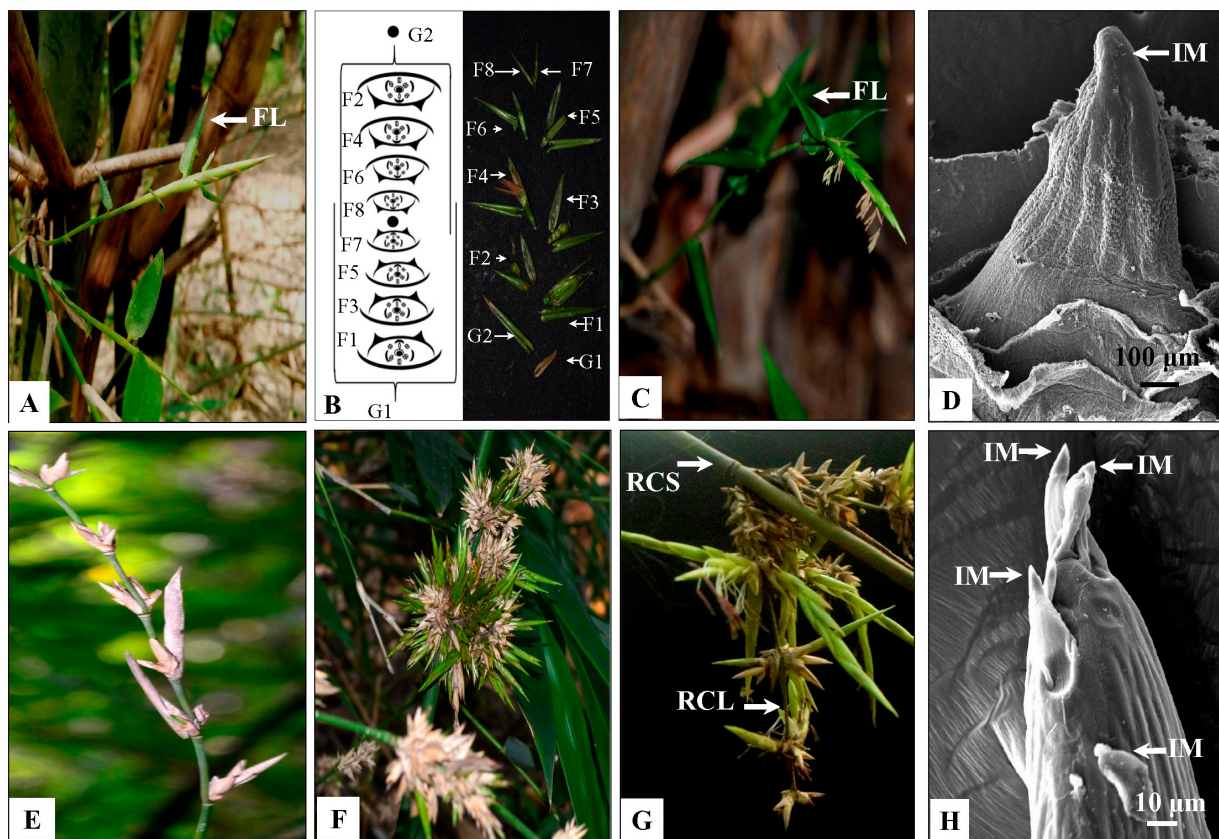 FL
A
G2
F2
F4
F6
F8
F7
F5
F3
F1
G1
B
F8
F7
F6
F5
F4
F3
F2
F1
G2
G1
FL
C
IM
100 μm
D
E
F
RCS
RCL
G
IM
IM
IM
IM
10 μm
H